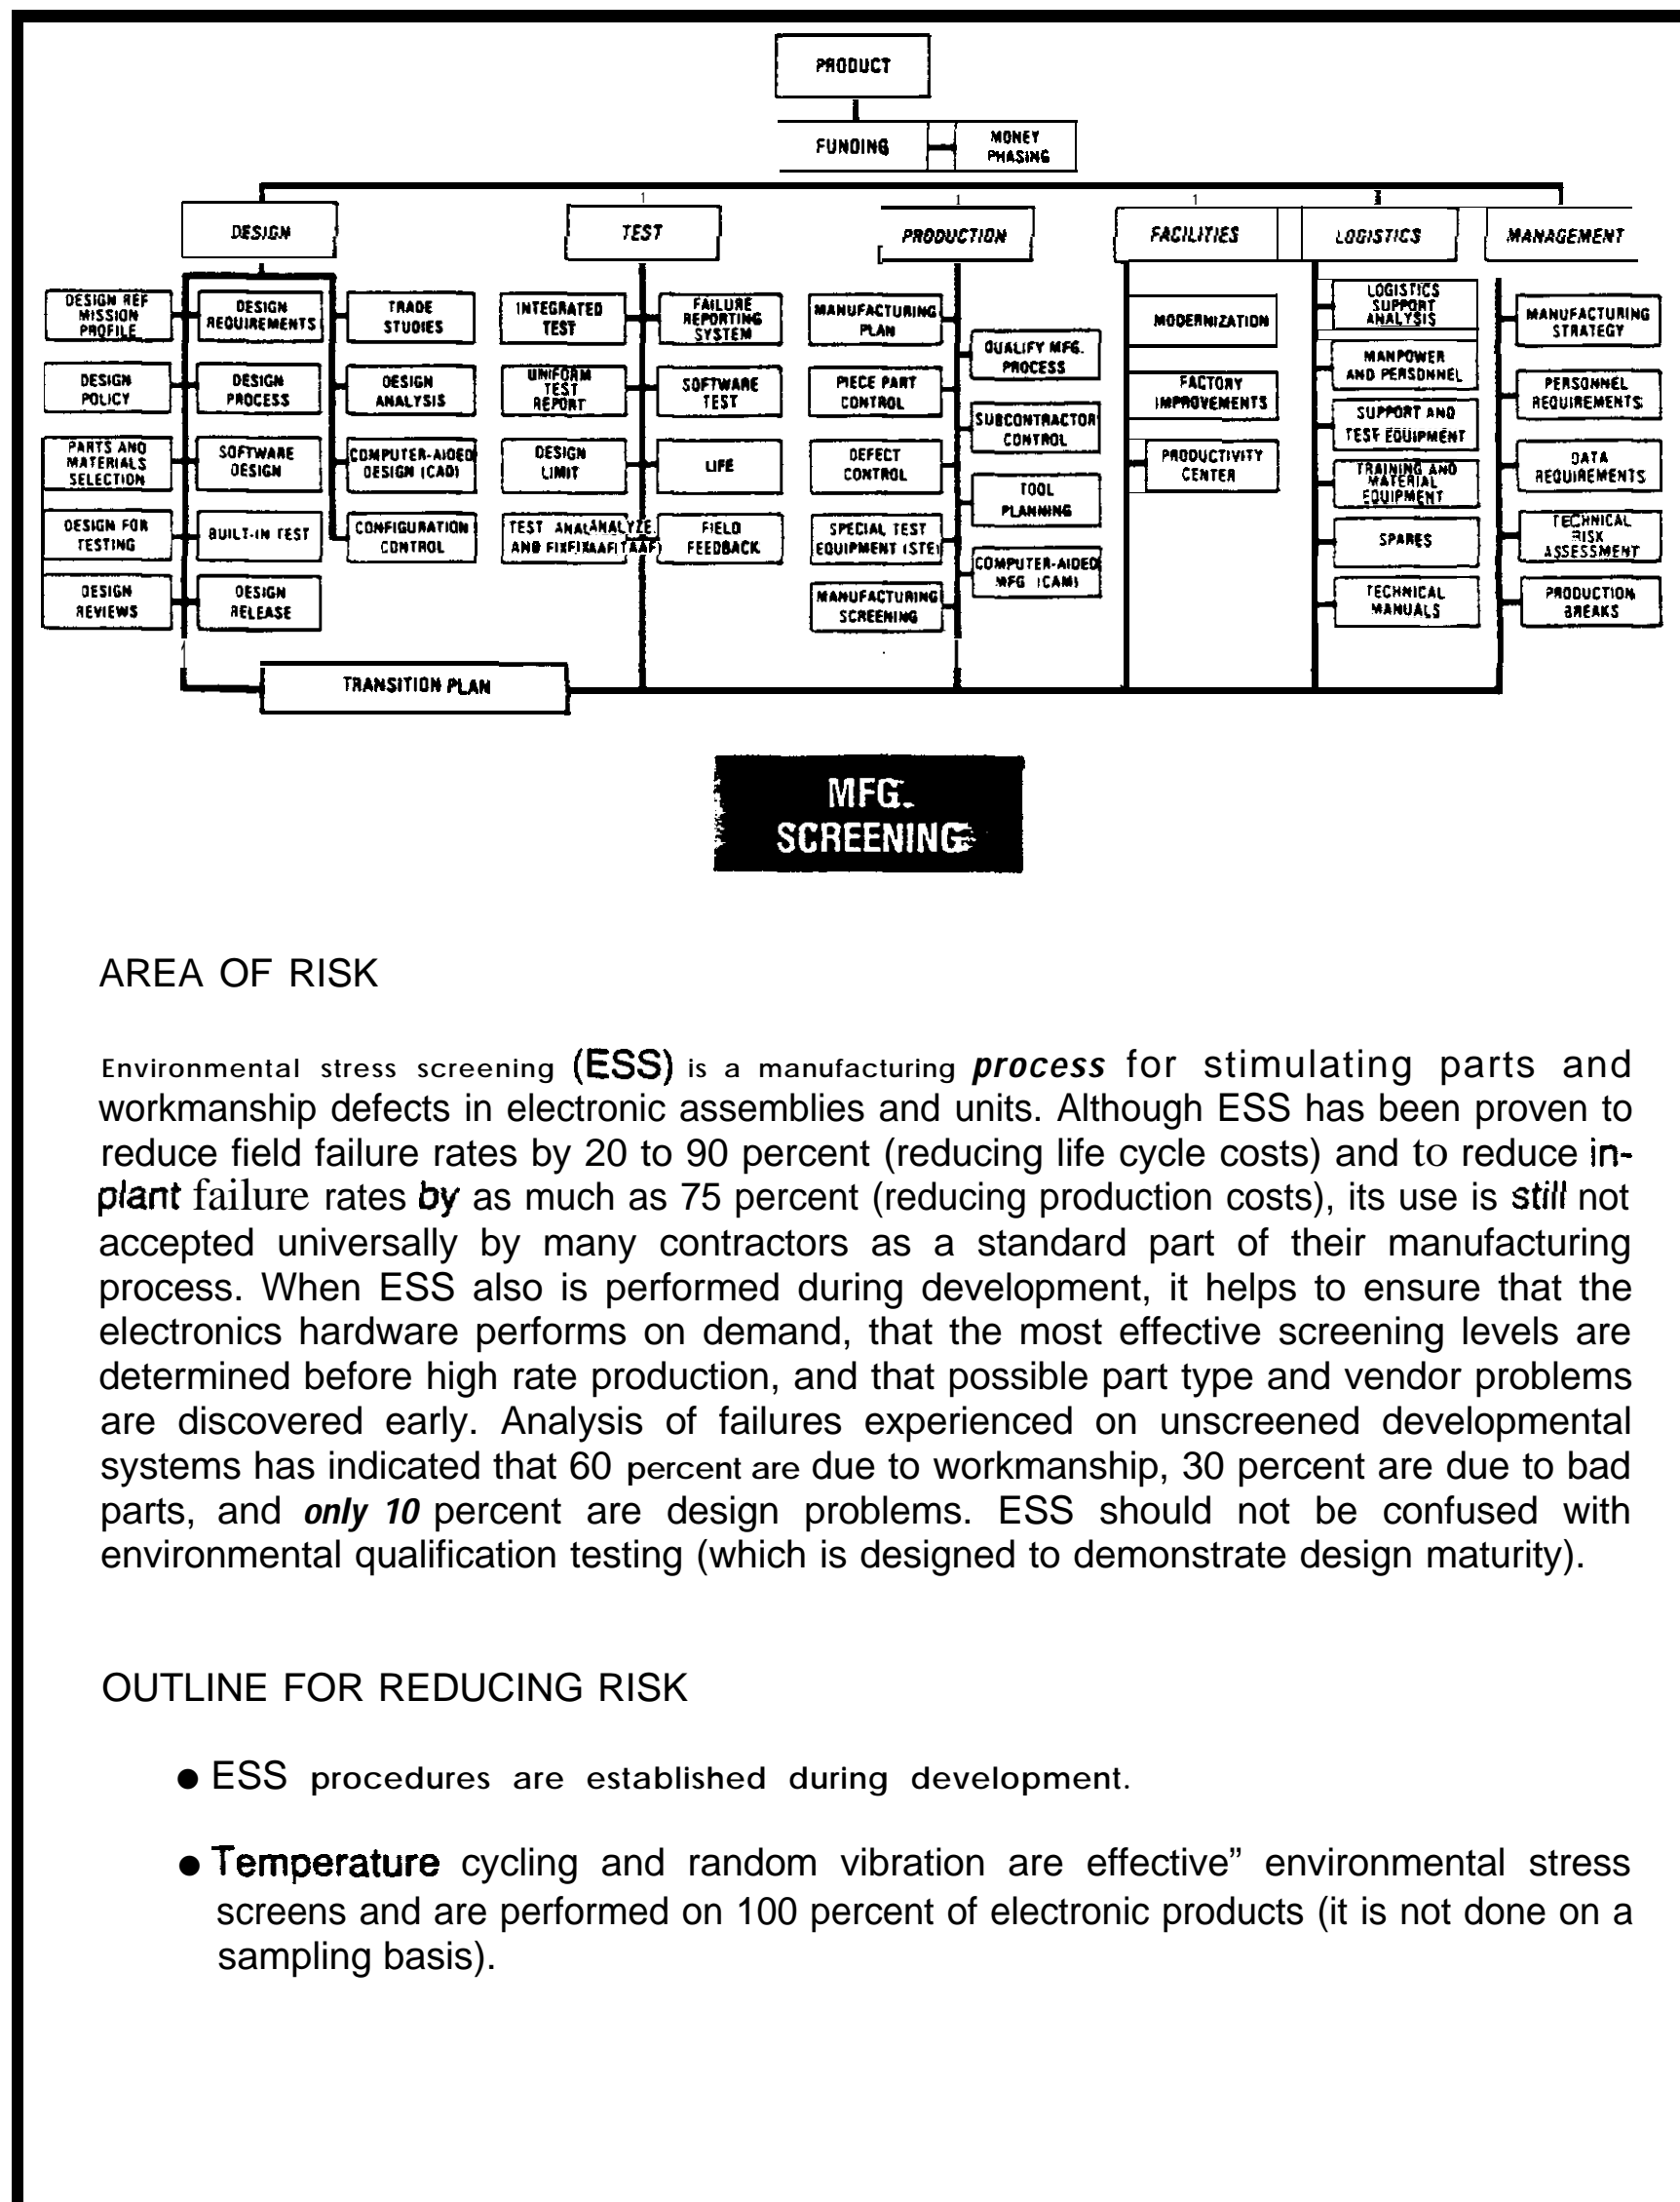 PRODUCT
FUNDING
MONEY
PHASING
DESIGN
TEST
PRODUCTION
FACILITIES
LOGISTICS
MANAGEMENT
DESIGN REF
MISSION
PROFILE
DESIGN
REQUIREMENTS
TRADE
STUDIES
DESIGN
POLICY
DESIGN
PROCESS
DESIGN
ANALYSIS
PARTS AND
MATERIALS
SELECTION
SOFTWARE
DESIGN
COMPUTER-AIDED
DESIGN (CAD)
DESIGN FOR
TESTING
BUILT-IN TEST
CONFIGURATION
CONTROL
DESIGN
REVIEWS
DESIGN
RELEASE
INTEGRATED
TEST
FAILURE
REPORTING
SYSTEM
UNIFORM
TEST
REPORT
SOFTWARE
TEST
DESIGN
LIMIT
LIFE
TEST ANALYZE
AND FIX (TAAF)
FIELD
FEEDBACK
MANUFACTURING
PLAN
QUALIFY MFG.
PROCESS
PIECE PART
CONTROL
SUBCONTRACTOR
CONTROL
DEFECT
CONTROL
TOOL
PLANNING
SPECIAL TEST
EQUIPMENT (STE)
COMPUTER-AIDED
MFG (CAM)
MANUFACTURING
SCREENING
MODERNIZATION
FACTORY
IMPROVEMENTS
PRODUCTIVITY
CENTER
LOGISTICS
SUPPORT
ANALYSIS
MANPOWER
AND PERSONNEL
SUPPORT AND
TEST EQUIPMENT
TRAINING AND
MATERIAL
EQUIPMENT
SPARES
TECHNICAL
MANUALS
MANUFACTURING
STRATEGY
PERSONNEL
REQUIREMENTS
DATA
REQUIREMENTS
TECHNICAL
RISK
ASSESSMENT
PRODUCTION
BREAKS
TRANSITION PLAN
MFG.
SCREENING
AREA OF RISK
Environmental stress screening (ESS) is a manufacturing process for stimulating parts and
workmanship defects in electronic assemblies and units. Although ESS has been proven to
reduce field failure rates by 20 to 90 percent (reducing life cycle costs) and to reduce in-
plant failure rates by as much as 75 percent (reducing production costs), its use is still not
accepted universally by many contractors as a standard part of their manufacturing
process. When ESS also is performed during development, it helps to ensure that the
electronics hardware performs on demand, that the most effective screening levels are
determined before high rate production, and that possible part type and vendor problems
are discovered early. Analysis of failures experienced on unscreened developmental
systems has indicated that 60 percent are due to workmanship, 30 percent are due to bad
parts, and only 10 percent are design problems. ESS should not be confused with
environmental qualification testing (which is designed to demonstrate design maturity).
OUTLINE FOR REDUCING RISK
● ESS procedures are established during development.
● Temperature cycling and random vibration are effective” environmental stress
screens and are performed on 100 percent of electronic products (it is not done on a
sampling basis).